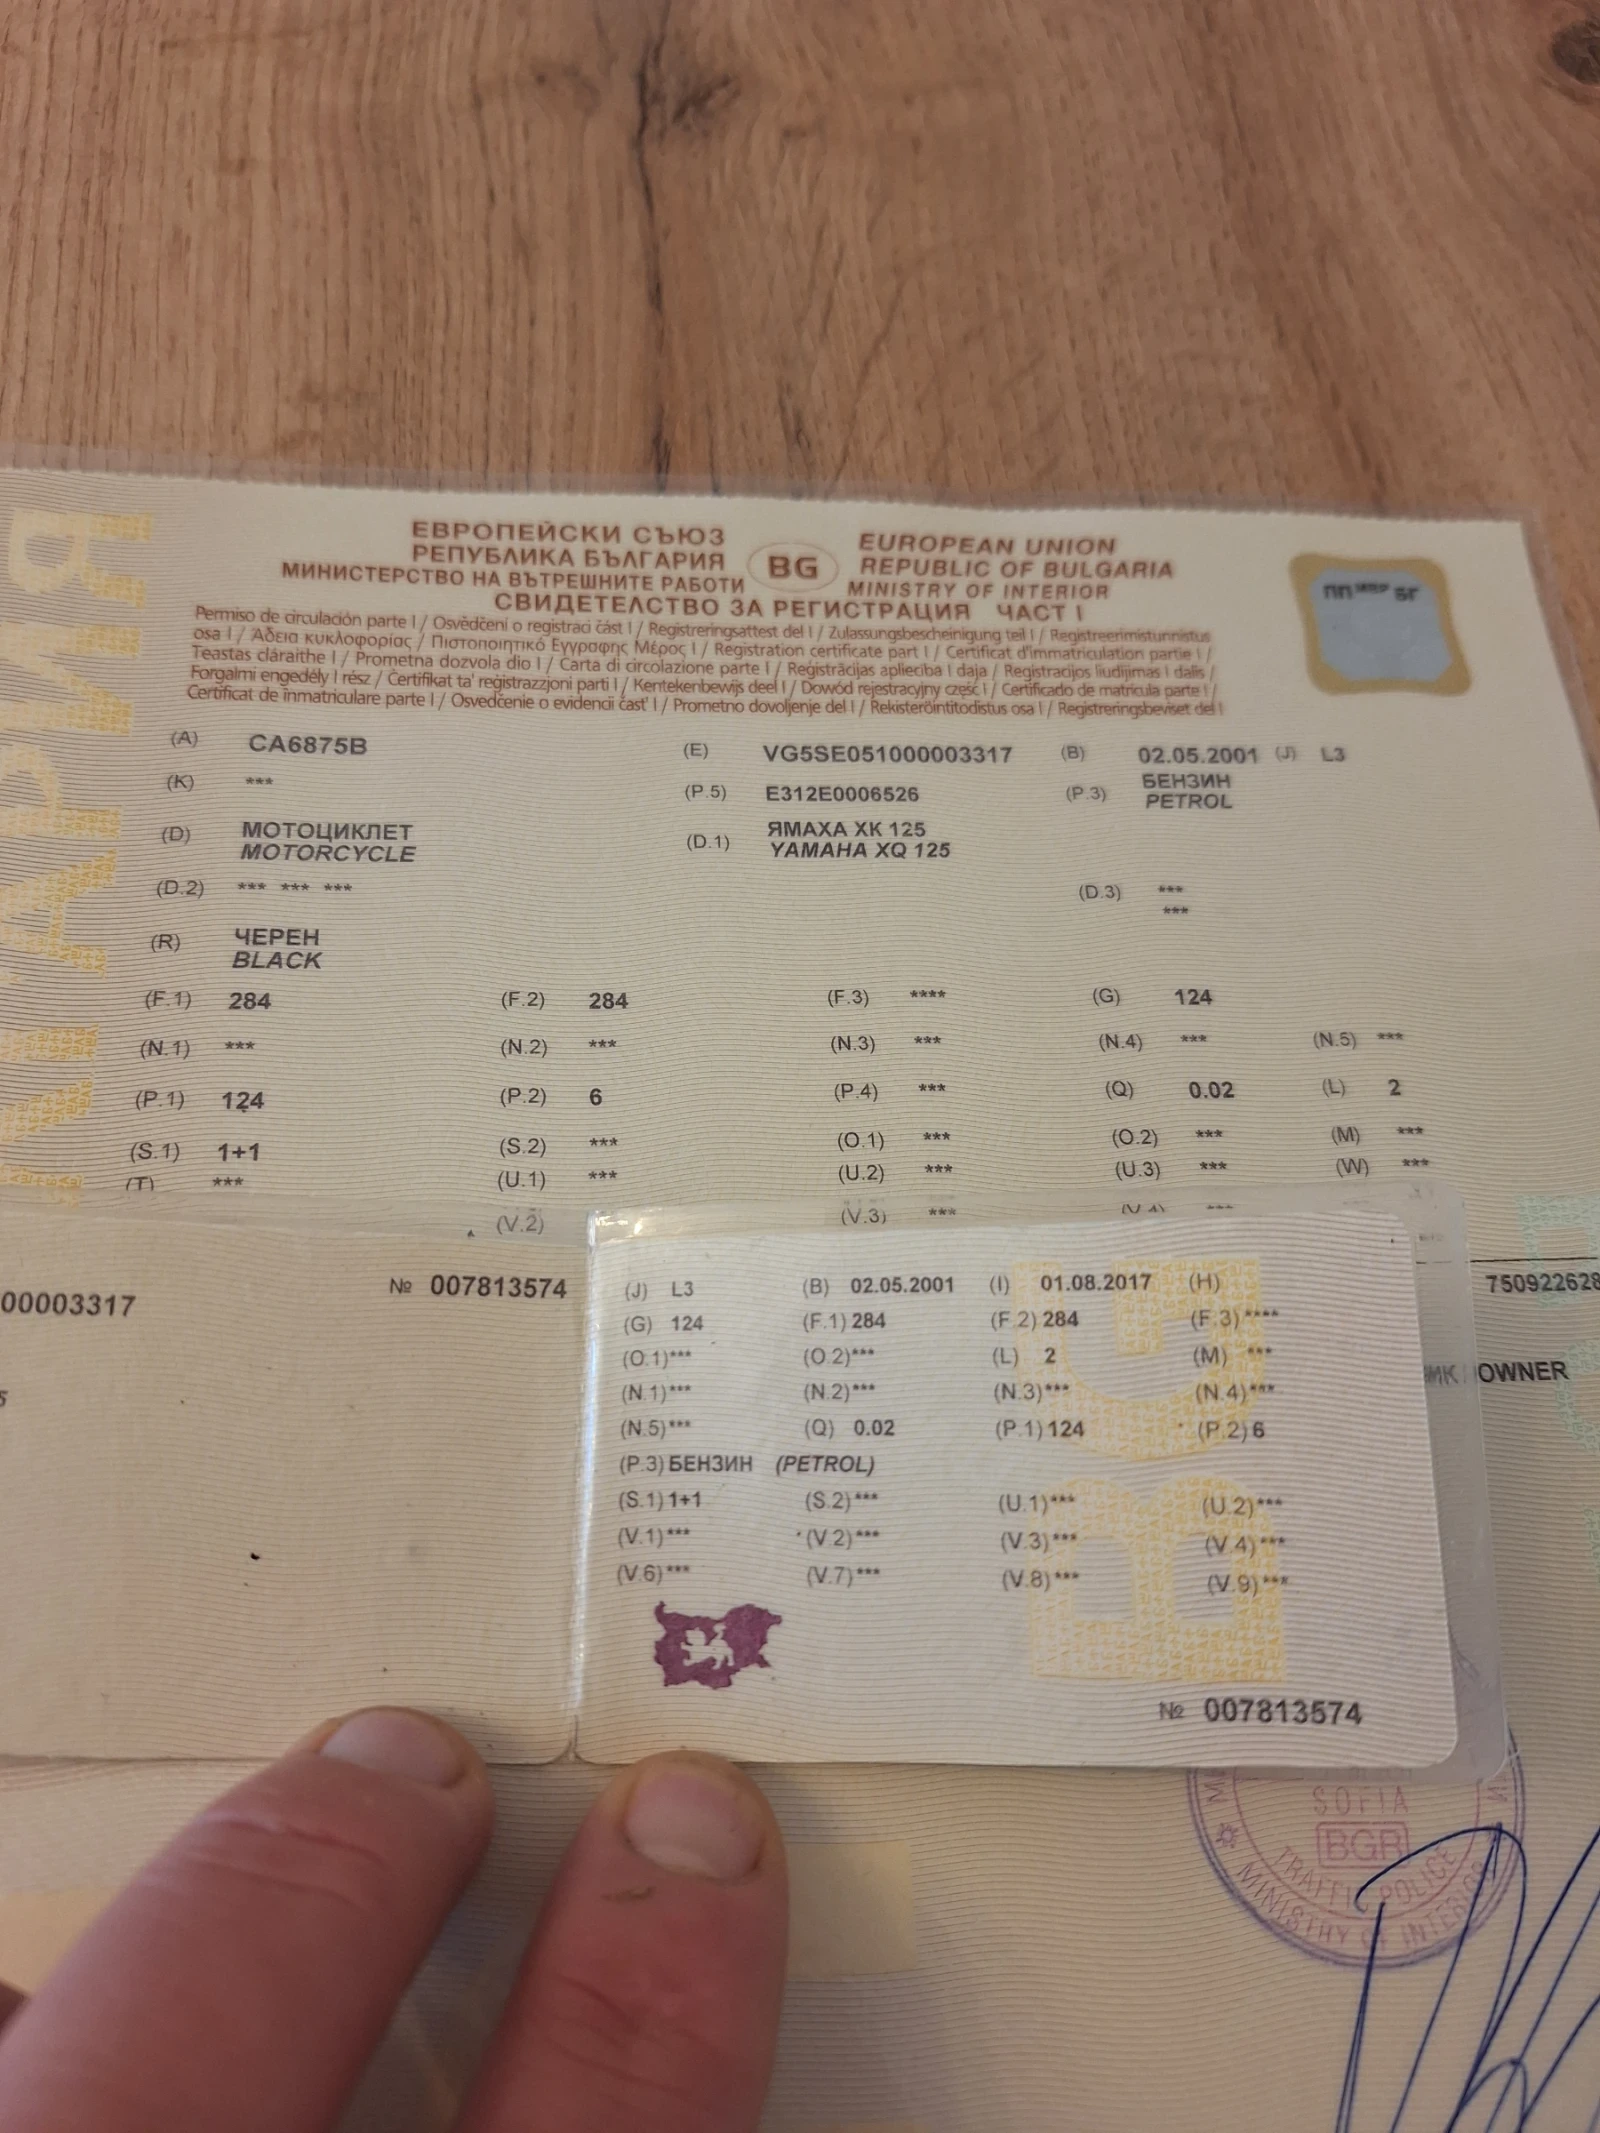 ЕВРОПЕЙСКИ СЪЮЗ EUROPEAN UNION
РЕПУБЛИКА БЪЛГАРИЯ BG REPUBLIC OF BULGARIA
МИНИСТЕРСТВО НА ВЪТРЕШНИТЕ РАБОТИ MINISTRY OF INTERIOR
СВИДЕТЕЛСТВО ЗА РЕГИСТРАЦИЯ ЧАСТ I
Permiso de circulación parte I / Osvědčení o registraci část I / Registreringsattest del I / Zulassungsbescheinigung teil I / Registreerimistunnistus
osa I / Άδεια κυκλοφορίας / Πιστοποιητικό Εγγραφης Μέρος I / Registration certificate part I / Certificat d'immatriculation partie I /
Teastas cláraithe I / Prometna dozvola dio I / Carta di circolazione parte I / Reģistrācijas apliecība I daļa / Registracijos liudijimas I dalis /
Forgalmi engedély I rész / Certifikat ta' reġistrazzjoni parti I / Kentekenbewijs deel I / Dowód rejestracyjny część I / Certificado de matrícula parte I /
Certificat de înmatriculare parte I / Osvedčenie o evidencii časť I / Prometno dovoljenje del I / Rekisteröintitodistus osa I / Registreringsbeviset del I
(A) CA6875B (E) VG5SE051000003317 (B) 02.05.2001 (J) L3
(K) *** (P.5) E312E0006526 (P.3) БЕНЗИН
PETROL
(D) МОТОЦИКЛЕТ (D.1) ЯМАХА ХК 125
MOTORCYCLE YAMAHA XQ 125
(D.2) *** *** *** (D.3) ***
***
(R) ЧЕРЕН
BLACK
(F.1) 284 (F.2) 284 (F.3) **** (G) 124
(N.1) *** (N.2) *** (N.3) *** (N.4) *** (N.5) ***
(P.1) 124 (P.2) 6 (P.4) *** (Q) 0.02 (L) 2
(S.1) 1+1 (S.2) *** (O.1) *** (O.2) *** (M) ***
(T) *** (U.1) *** (U.2) *** (U.3) *** (W) ***
(V.2) (V.3) *** (V.4) ***
00003317 № 007813574
(J) L3 (B) 02.05.2001 (I) 01.08.2017 (H)
(G) 124 (F.1) 284 (F.2) 284 (F.3)****
(O.1)*** (O.2)*** (L) 2 (M) ***
(N.1)*** (N.2)*** (N.3)*** (N.4)***
(N.5)*** (Q) 0.02 (P.1) 124 (P.2) 6
(P.3) БЕНЗИН (PETROL)
(S.1) 1+1 (S.2)*** (U.1)*** (U.2)***
(V.1)*** (V.2)*** (V.3)*** (V.4)***
(V.6)*** (V.7)*** (V.8)*** (V.9)***
№ 007813574
750922628
OWNER
SOFIA
BGR
TRAFFIC POLICE
MINISTRY OF INTERIOR